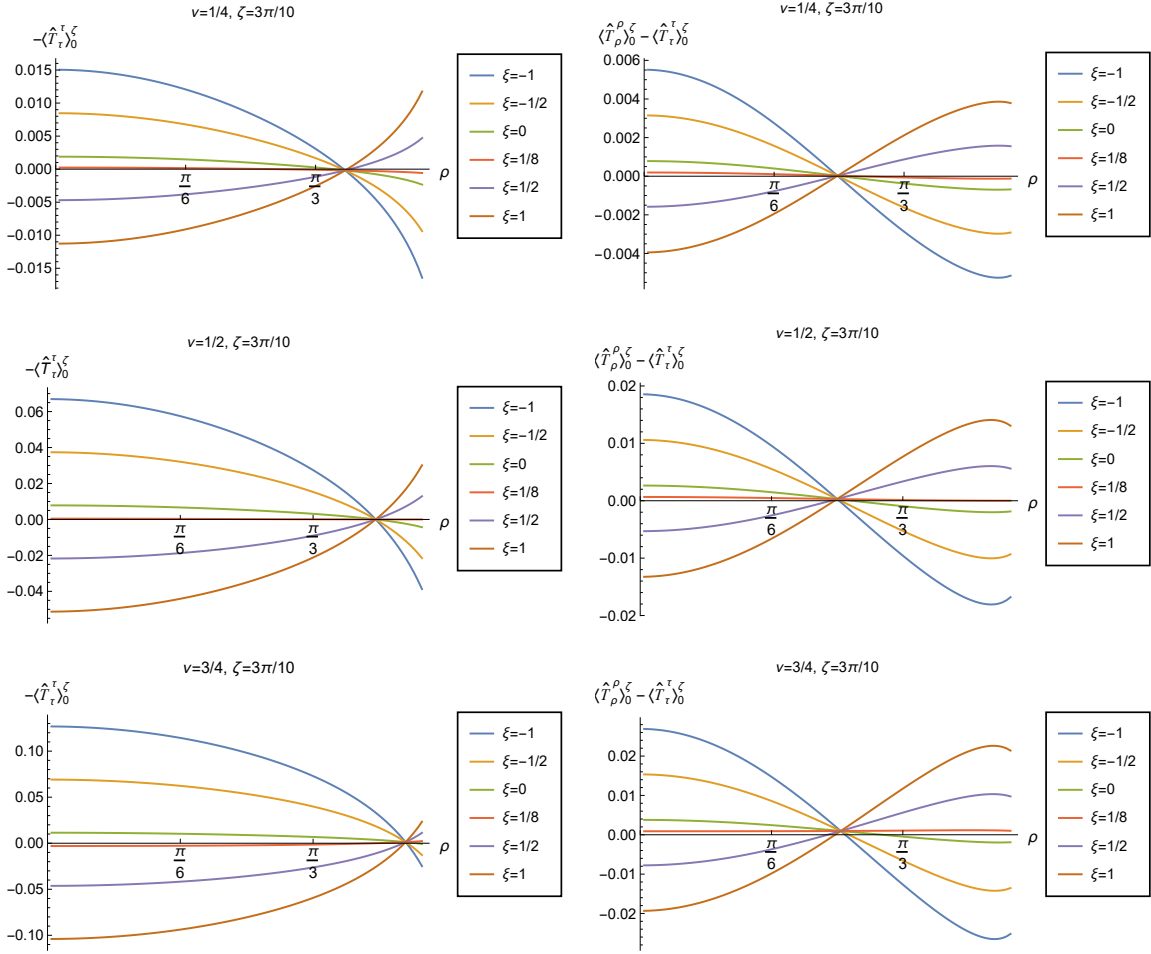 ν=1/4, ζ=3π/10
−⟨T̂_τ^τ⟩_0^ζ
0.015
0.010
0.005
0.000
−0.005
−0.010
−0.015
π/6
π/3
ρ
ξ=−1
ξ=−1/2
ξ=0
ξ=1/8
ξ=1/2
ξ=1
ν=1/4, ζ=3π/10
⟨T̂_ρ^ρ⟩_0^ζ − ⟨T̂_τ^τ⟩_0^ζ
0.006
0.004
0.002
0.000
−0.002
−0.004
π/6
π/3
ρ
ξ=−1
ξ=−1/2
ξ=0
ξ=1/8
ξ=1/2
ξ=1
ν=1/2, ζ=3π/10
−⟨T̂_τ^τ⟩_0^ζ
0.06
0.04
0.02
0.00
−0.02
−0.04
π/6
π/3
ρ
ξ=−1
ξ=−1/2
ξ=0
ξ=1/8
ξ=1/2
ξ=1
ν=1/2, ζ=3π/10
⟨T̂_ρ^ρ⟩_0^ζ − ⟨T̂_τ^τ⟩_0^ζ
0.02
0.01
0.00
−0.01
−0.02
π/6
π/3
ρ
ξ=−1
ξ=−1/2
ξ=0
ξ=1/8
ξ=1/2
ξ=1
ν=3/4, ζ=3π/10
−⟨T̂_τ^τ⟩_0^ζ
0.10
0.05
0.00
−0.05
−0.10
π/6
π/3
ρ
ξ=−1
ξ=−1/2
ξ=0
ξ=1/8
ξ=1/2
ξ=1
ν=3/4, ζ=3π/10
⟨T̂_ρ^ρ⟩_0^ζ − ⟨T̂_τ^τ⟩_0^ζ
0.02
0.01
0.00
−0.01
−0.02
π/6
π/3
ρ
ξ=−1
ξ=−1/2
ξ=0
ξ=1/8
ξ=1/2
ξ=1